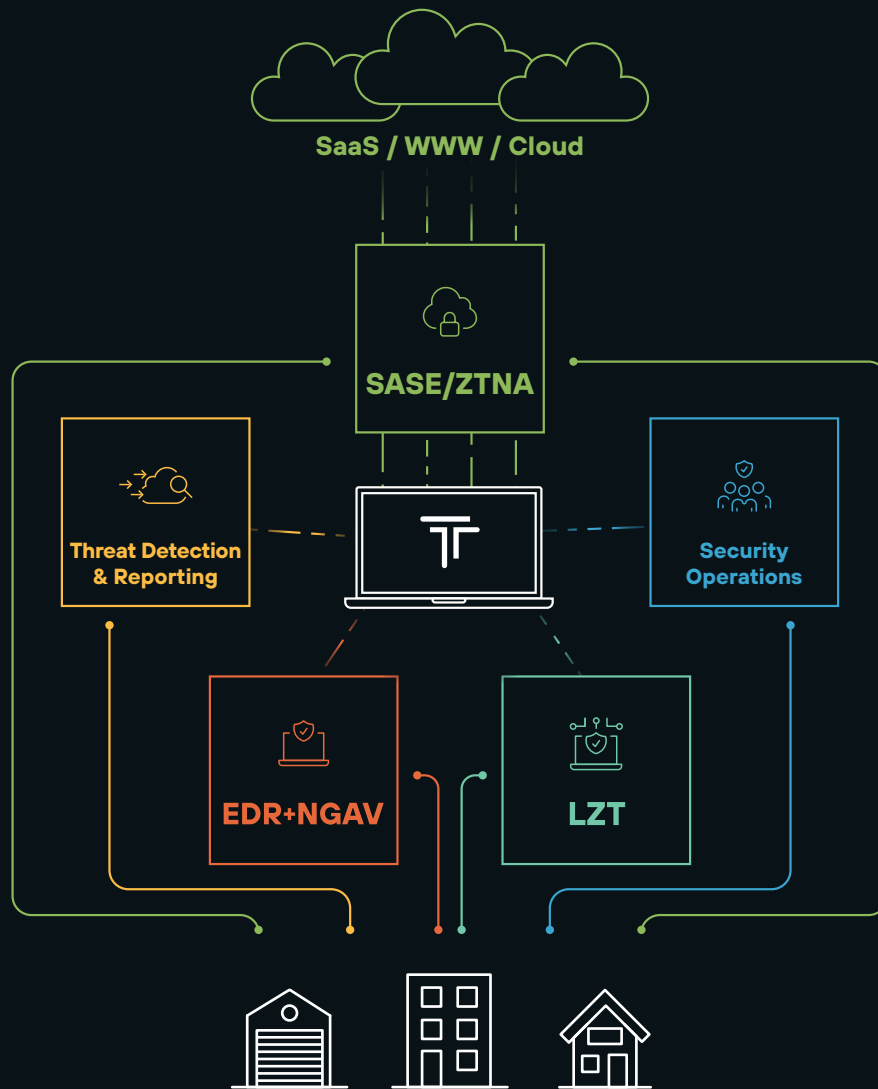 SaaS / WWW / Cloud
SASE/ZTNA
Threat Detection
& Reporting
Security
Operations
EDR+NGAV
LZT